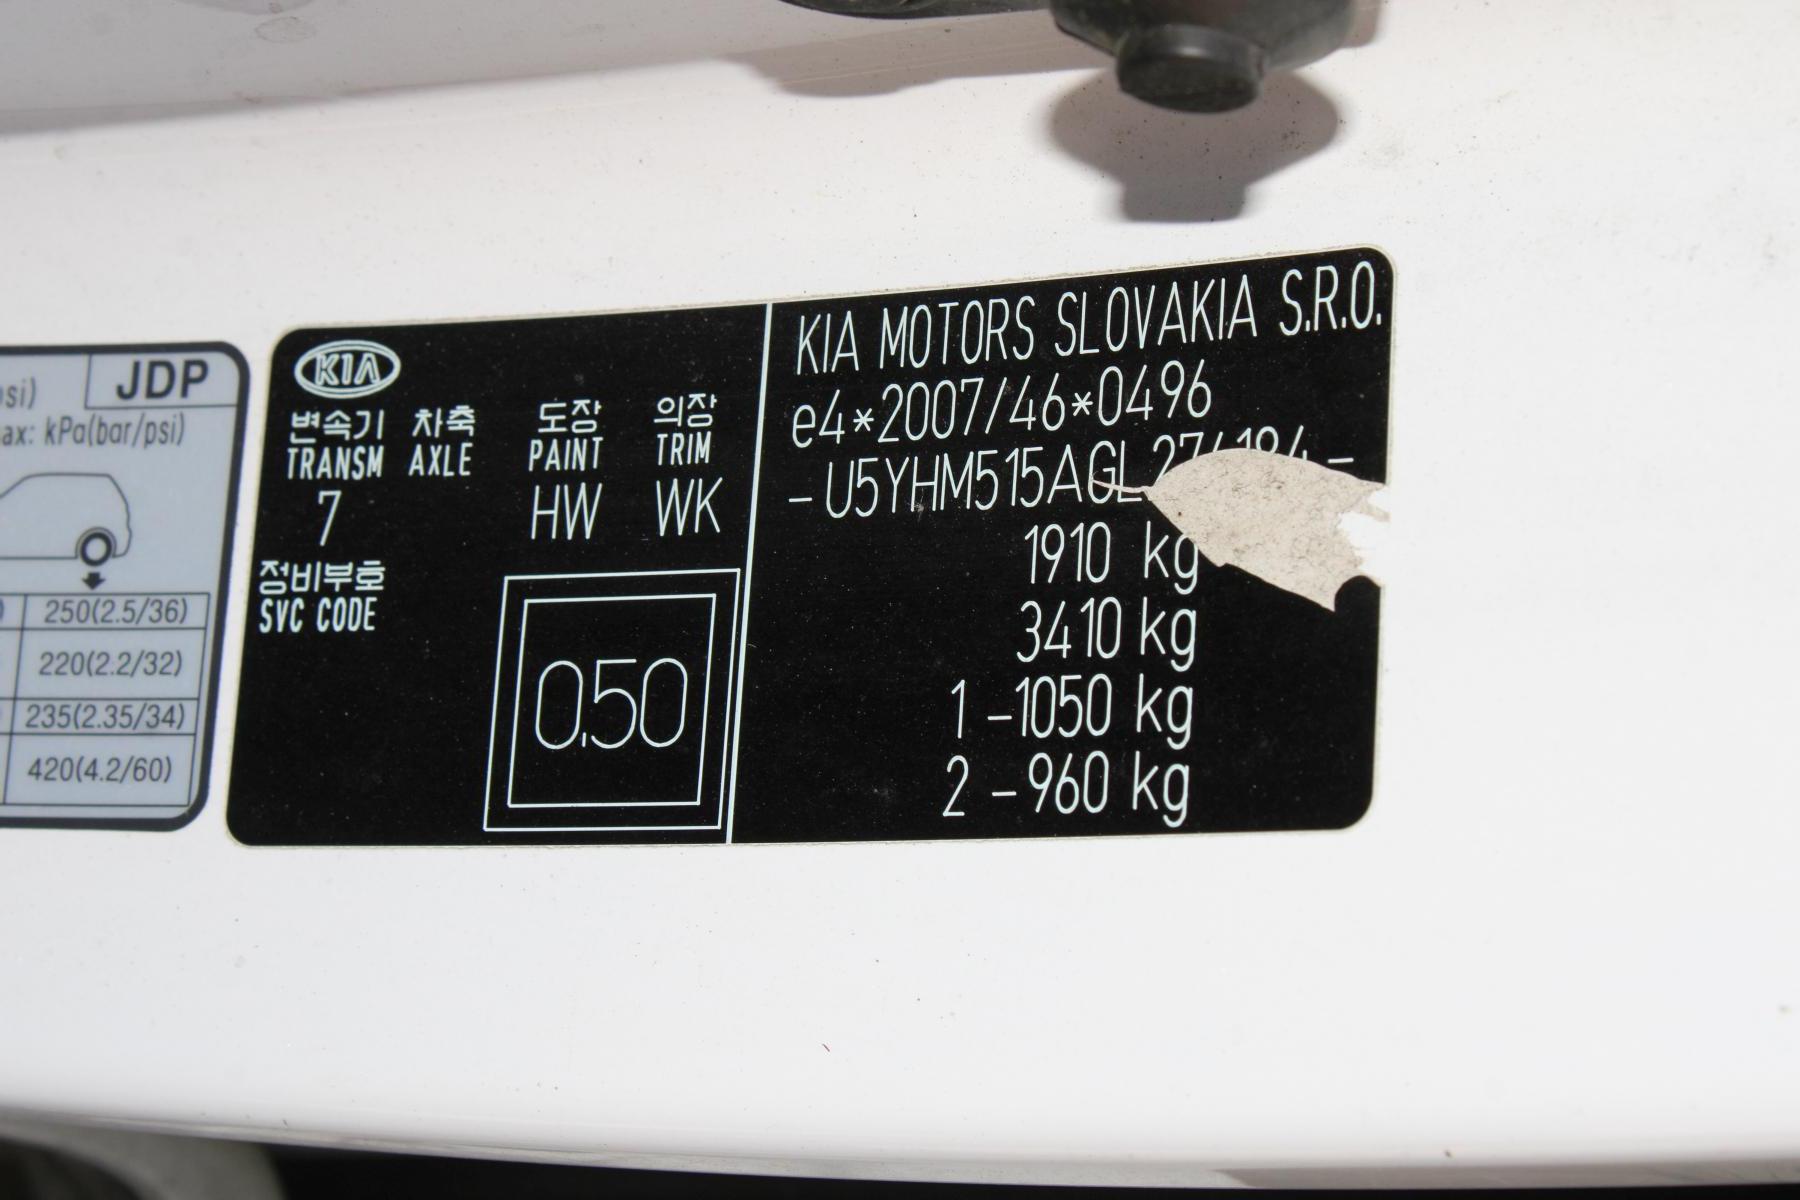 JDP
psi)
max: kPa(bar/psi)
250(2.5/36)
220(2.2/32)
235(2.35/34)
420(4.2/60)
KIA
변속기 차축 도장 의장
TRANSM AXLE PAINT TRIM
7 HW WK
정비부호
SVC CODE
0,50
KIA MOTORS SLOVAKIA S.R.O.
e4*2007/46*0496
1910 kg
3410 kg
1 -1050 kg
2 -960 kg